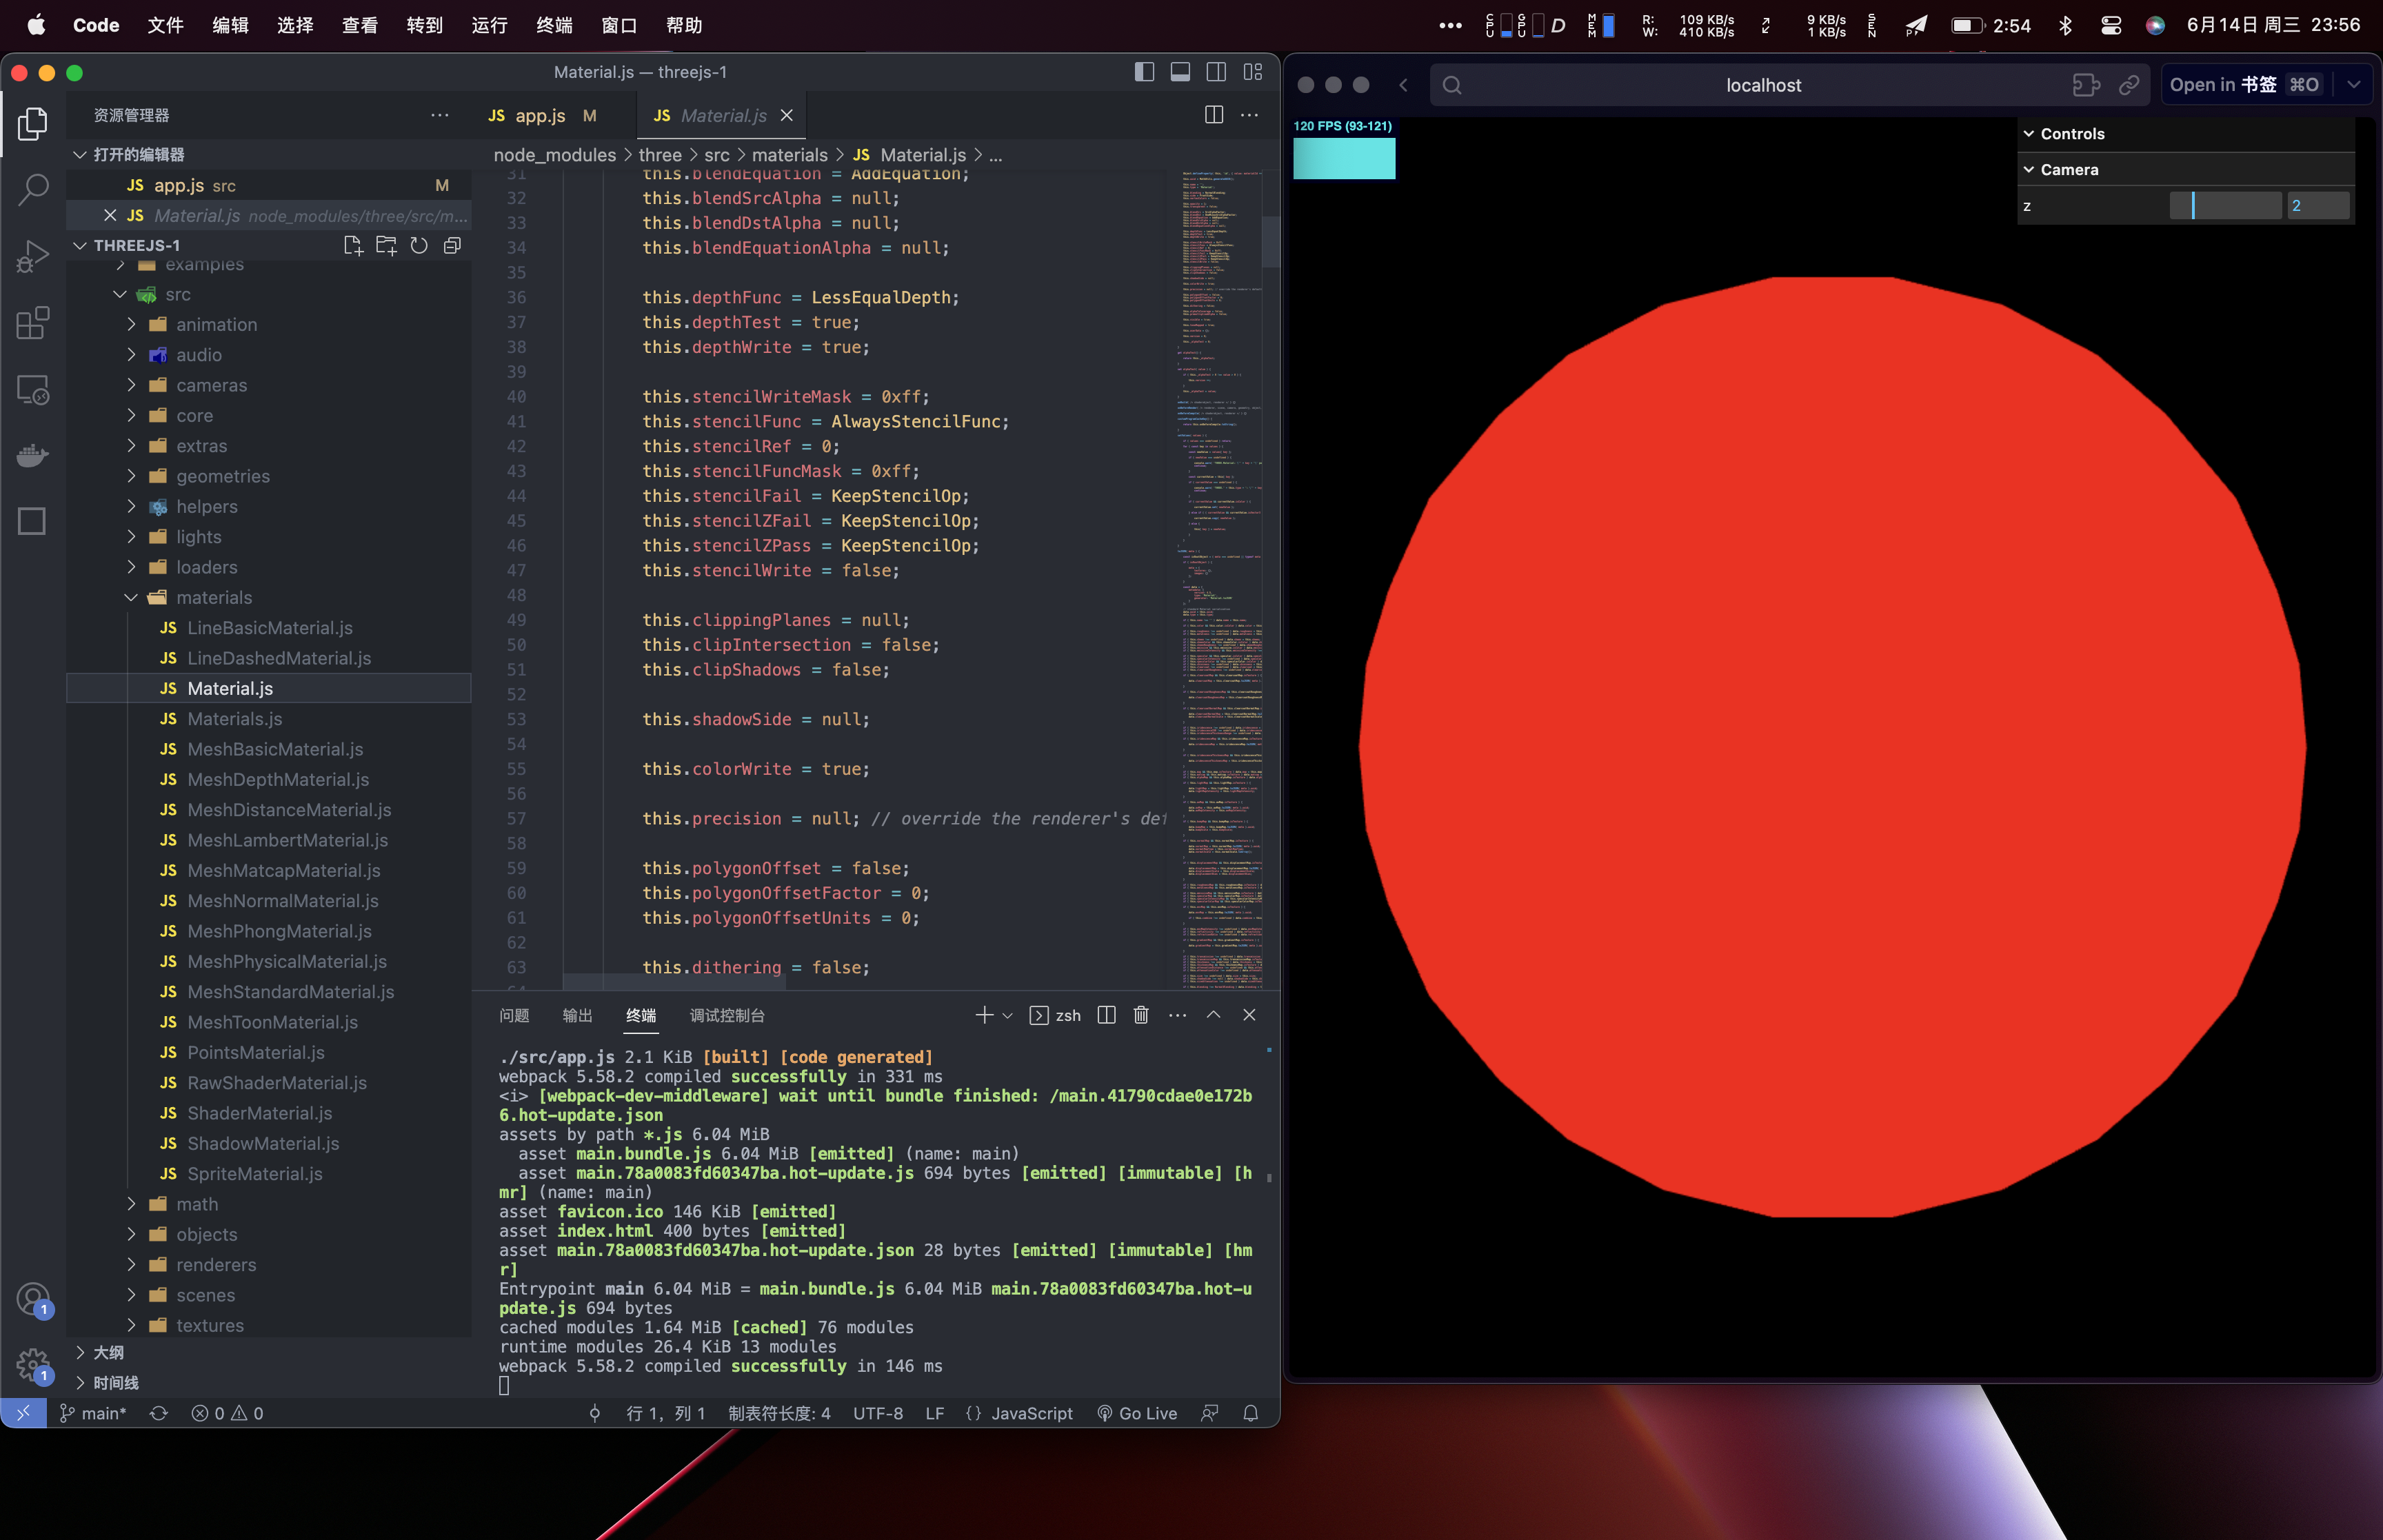 Code 文件 编辑 选择 查看 转到 运行 终端 窗口 帮助
••• CPU GPU D MEM R: 109 KB/s W: 410 KB/s 9 KB/s 1 KB/s SEN 2:54 6月14日 周三 23:56
Material.js — threejs-1
资源管理器
打开的编辑器
JS app.js src M
JS Material.js node_modules/three/src/m...
THREEJS-1
examples
src
animation
audio
cameras
core
extras
geometries
helpers
lights
loaders
materials
JS LineBasicMaterial.js
JS LineDashedMaterial.js
JS Material.js
JS Materials.js
JS MeshBasicMaterial.js
JS MeshDepthMaterial.js
JS MeshDistanceMaterial.js
JS MeshLambertMaterial.js
JS MeshMatcapMaterial.js
JS MeshNormalMaterial.js
JS MeshPhongMaterial.js
JS MeshPhysicalMaterial.js
JS MeshStandardMaterial.js
JS MeshToonMaterial.js
JS PointsMaterial.js
JS RawShaderMaterial.js
JS ShaderMaterial.js
JS ShadowMaterial.js
JS SpriteMaterial.js
math
objects
renderers
scenes
textures
大纲
时间线
1
1
JS app.js M JS Material.js
node_modules > three > src > materials > JS Material.js > ...
31 this.blendEquation = AddEquation;
32 this.blendSrcAlpha = null;
33 this.blendDstAlpha = null;
34 this.blendEquationAlpha = null;
35
36 this.depthFunc = LessEqualDepth;
37 this.depthTest = true;
38 this.depthWrite = true;
39
40 this.stencilWriteMask = 0xff;
41 this.stencilFunc = AlwaysStencilFunc;
42 this.stencilRef = 0;
43 this.stencilFuncMask = 0xff;
44 this.stencilFail = KeepStencilOp;
45 this.stencilZFail = KeepStencilOp;
46 this.stencilZPass = KeepStencilOp;
47 this.stencilWrite = false;
48
49 this.clippingPlanes = null;
50 this.clipIntersection = false;
51 this.clipShadows = false;
52
53 this.shadowSide = null;
54
55 this.colorWrite = true;
56
57 this.precision = null; // override the renderer's def
58
59 this.polygonOffset = false;
60 this.polygonOffsetFactor = 0;
61 this.polygonOffsetUnits = 0;
62
63 this.dithering = false;
问题 输出 终端 调试控制台 zsh
./src/app.js 2.1 KiB [built] [code generated]
webpack 5.58.2 compiled successfully in 331 ms
<i> [webpack-dev-middleware] wait until bundle finished: /main.41790cdae0e172b
6.hot-update.json
assets by path *.js 6.04 MiB
asset main.bundle.js 6.04 MiB [emitted] (name: main)
asset main.78a0083fd60347ba.hot-update.js 694 bytes [emitted] [immutable] [h
mr] (name: main)
asset favicon.ico 146 KiB [emitted]
asset index.html 400 bytes [emitted]
asset main.78a0083fd60347ba.hot-update.json 28 bytes [emitted] [immutable] [hm
r]
Entrypoint main 6.04 MiB = main.bundle.js 6.04 MiB main.78a0083fd60347ba.hot-u
pdate.js 694 bytes
cached modules 1.64 MiB [cached] 76 modules
runtime modules 26.4 KiB 13 modules
webpack 5.58.2 compiled successfully in 146 ms
main* 0 0 行 1，列 1 制表符长度: 4 UTF-8 LF {} JavaScript Go Live
localhost
Open in 书签 ⌘O
120 FPS (93-121)
Controls
Camera
z 2